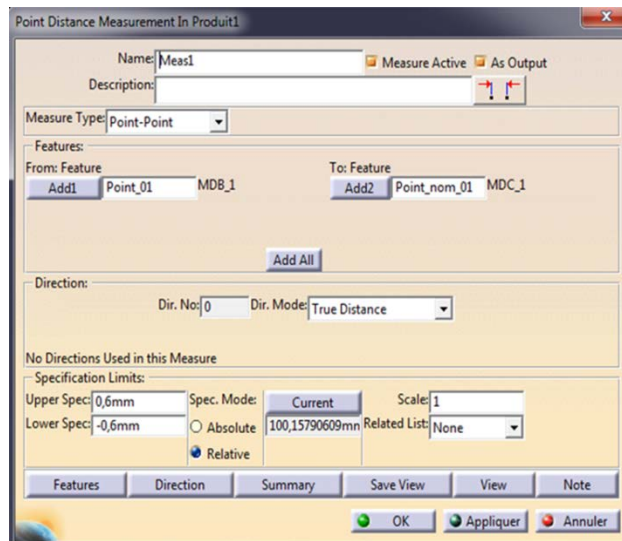 Point Distance Measurement In Produit1
Name: Meas1 Measure Active As Output
Description:
Measure Type: Point-Point
Features:
From: Feature To: Feature
Add1 Point_01 MDB_1 Add2 Point_nom_01 MDC_1
Add All
Direction:
Dir. No: 0 Dir. Mode: True Distance
No Directions Used in this Measure
Specification Limits:
Upper Spec: 0,6mm Spec. Mode: Current Scale: 1
Lower Spec: -0,6mm Absolute 100,15790609mn Related List: None
Relative
Features Direction Summary Save View View Note
OK Appliquer Annuler